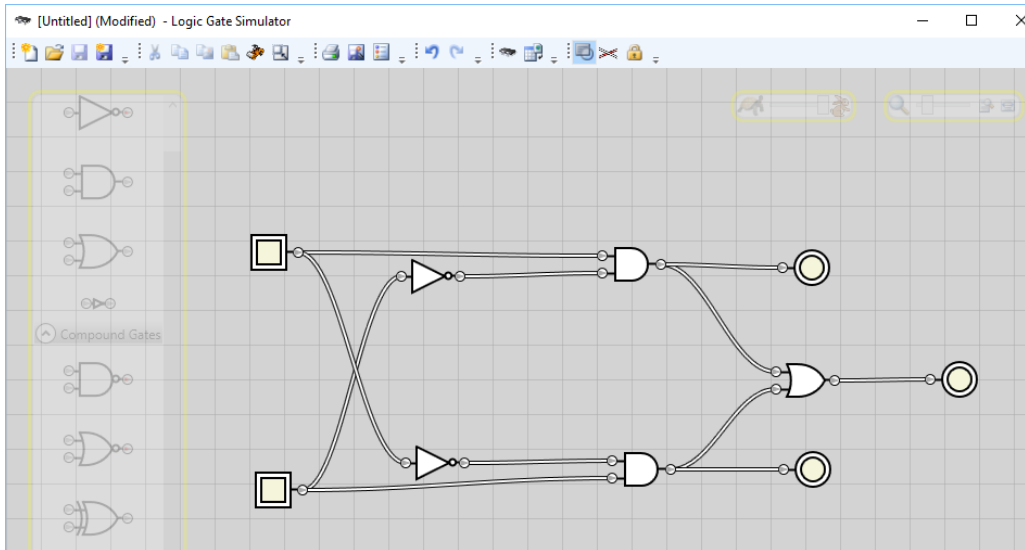 [Untitled] (Modified) - Logic Gate Simulator
Compound Gates